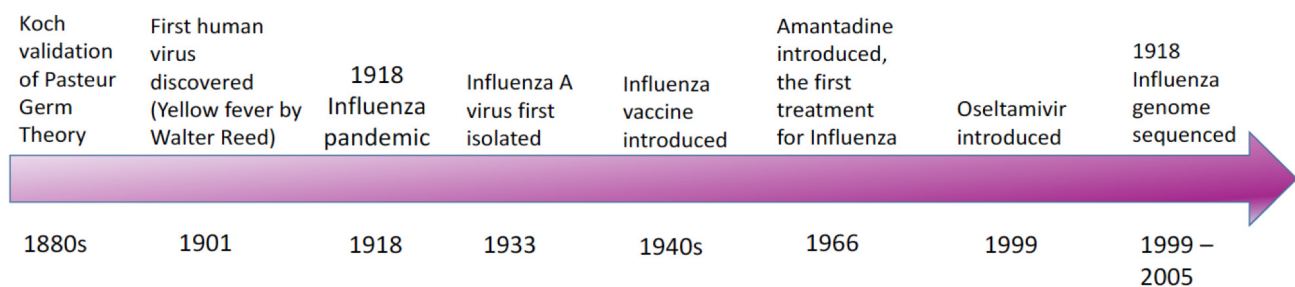 Koch
validation
of Pasteur
Germ
Theory
First human
virus
discovered
(Yellow fever by
Walter Reed)
1918
Influenza
pandemic
Influenza A
virus first
isolated
Influenza
vaccine
introduced
Amantadine
introduced,
the first
treatment
for Influenza
Oseltamivir
introduced
1918
Influenza
genome
sequenced
1880s
1901
1918
1933
1940s
1966
1999
1999 –
2005